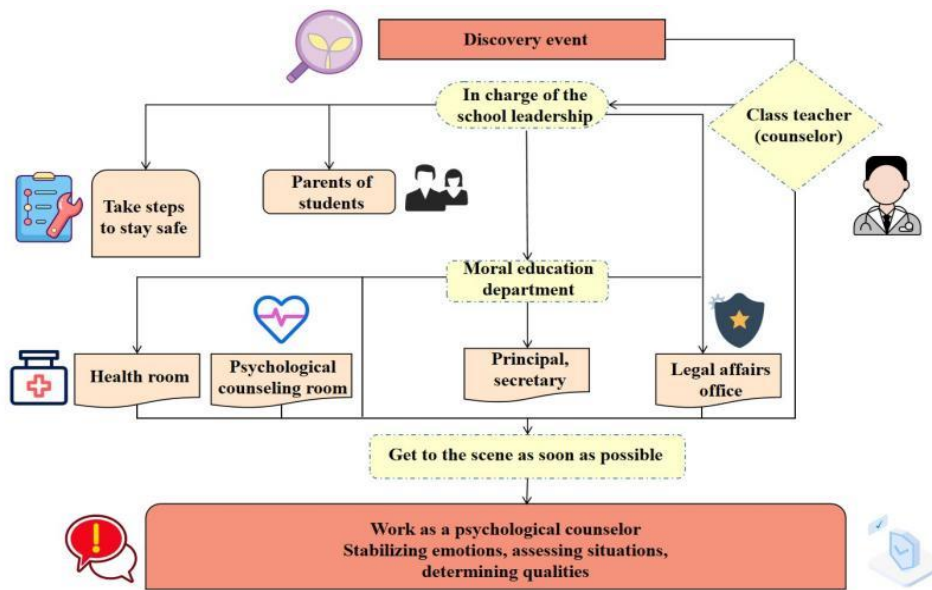 Discovery event
In charge of the
school leadership
Class teacher
(counselor)
Take steps
to stay safe
Parents of
students
Moral education
department
Health room
Psychological
counseling room
Principal,
secretary
Legal affairs
office
Get to the scene as soon as possible
Work as a psychological counselor
Stabilizing emotions, assessing situations,
determining qualities